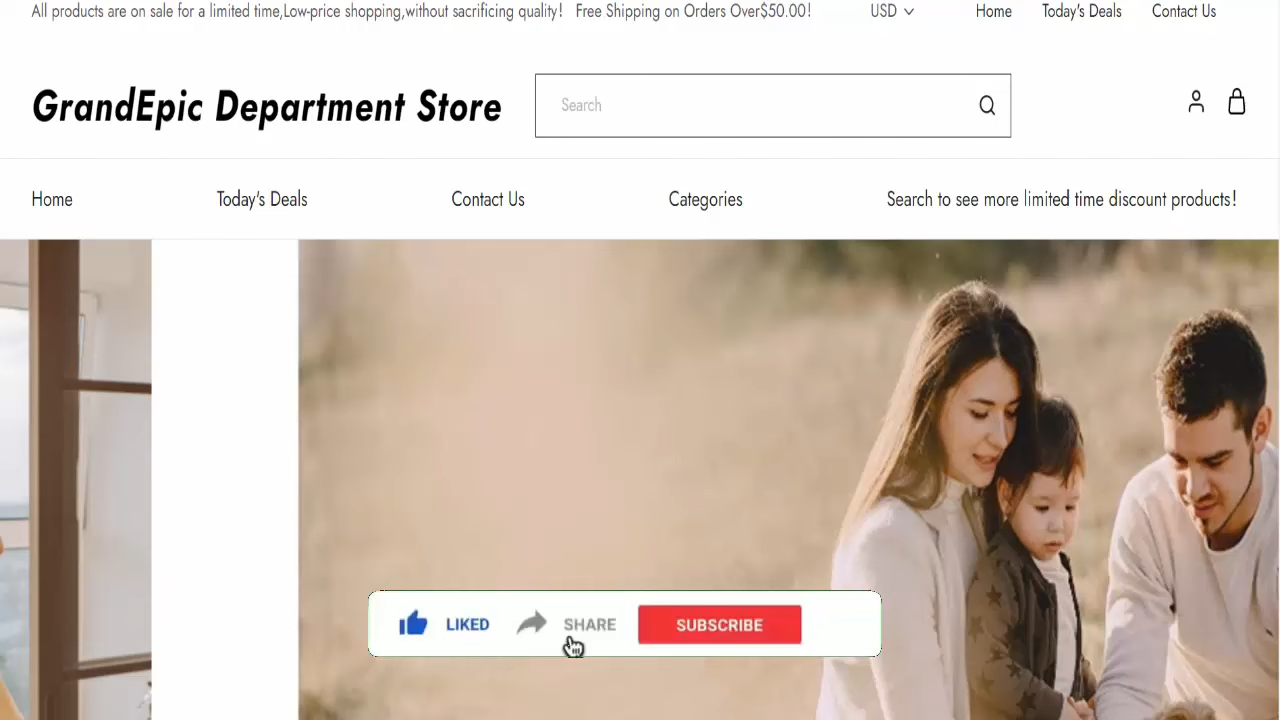 All products are on sale for a limited time,Low-price shopping,without sacrificing quality! Free Shipping on Orders Over$50.00! USD Home Today's Deals Contact Us
GrandEpic Department Store Search
Home Today's Deals Contact Us Categories Search to see more limited time discount products!
LIKED SHARE SUBSCRIBE